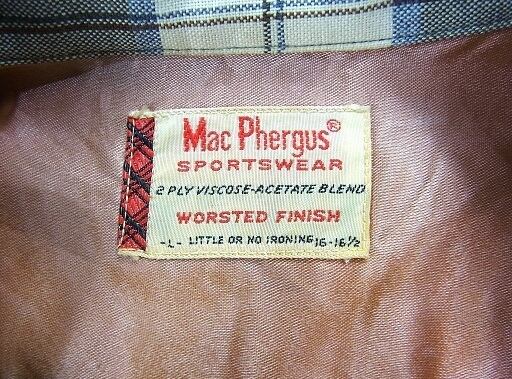 Mac Phergus®
SPORTSWEAR
2 PLY VISCOSE-ACETATE BLEND
WORSTED FINISH
-L- LITTLE OR NO IRONING 16-16½